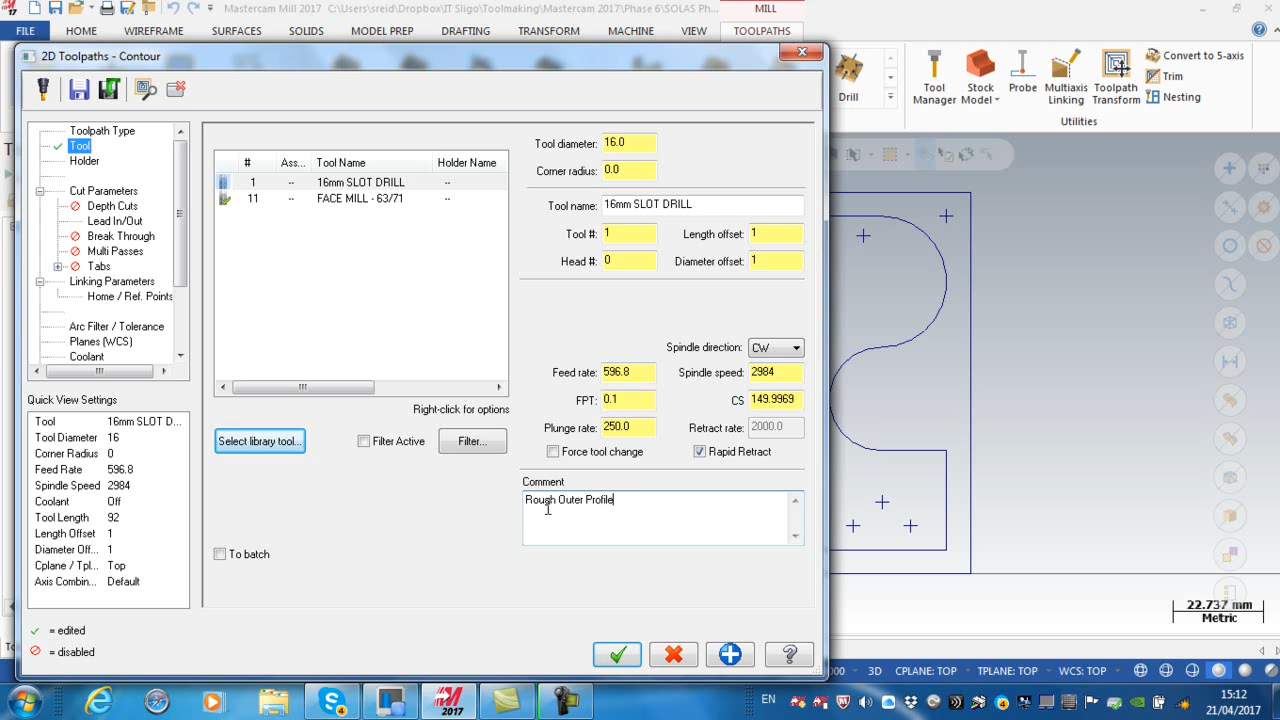 Mastercam Mill 2017 C:\Users\sreid\Dropbox\IT Sligo\Toolmaking\Mastercam 2017\Phase 6\SOLAS Ph...
MILL
FILE HOME WIREFRAME SURFACES SOLIDS MODEL PREP DRAFTING TRANSFORM MACHINE VIEW TOOLPATHS
2D Toolpaths - Contour
Drill
Tool Manager
Stock Model
Probe
Multiaxis Linking
Toolpath Transform
Convert to 5-axis
Trim
Nesting
Utilities
Toolpath Type
Tool
Holder
Cut Parameters
Depth Cuts
Lead In/Out
Break Through
Multi Passes
Tabs
Linking Parameters
Home / Ref. Points
Arc Filter / Tolerance
Planes (WCS)
Coolant
# Ass... Tool Name Holder Name
1 -- 16mm SLOT DRILL --
11 -- FACE MILL - 63/71 --
Right-click for options
Select library tool...
Filter Active
Filter...
To batch
Tool diameter: 16.0
Corner radius: 0.0
Tool name: 16mm SLOT DRILL
Tool #: 1 Length offset: 1
Head #: 0 Diameter offset: 1
Spindle direction: CW
Feed rate: 596.8 Spindle speed: 2984
FPT: 0.1 CS 149.9969
Plunge rate: 250.0 Retract rate: 2000.0
Force tool change Rapid Retract
Comment
Rough Outer Profile
Quick View Settings
Tool 16mm SLOT D...
Tool Diameter 16
Corner Radius 0
Feed Rate 596.8
Spindle Speed 2984
Coolant Off
Tool Length 92
Length Offset 1
Diameter Off... 1
Cplane / Tpl... Top
Axis Combin... Default
= edited
= disabled
22.737 mm
Metric
3D CPLANE: TOP TPLANE: TOP WCS: TOP
2017
EN
15:12
21/04/2017